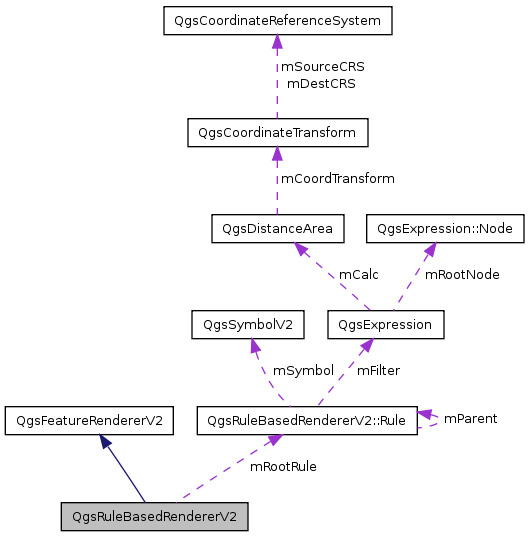 QgsCoordinateReferenceSystem
mSourceCRS
mDestCRS
QgsCoordinateTransform
mCoordTransform
QgsDistanceArea
QgsExpression::Node
mCalc
mRootNode
QgsSymbolV2
QgsExpression
mSymbol
mFilter
QgsFeatureRendererV2
QgsRuleBasedRendererV2::Rule
mParent
mRootRule
QgsRuleBasedRendererV2